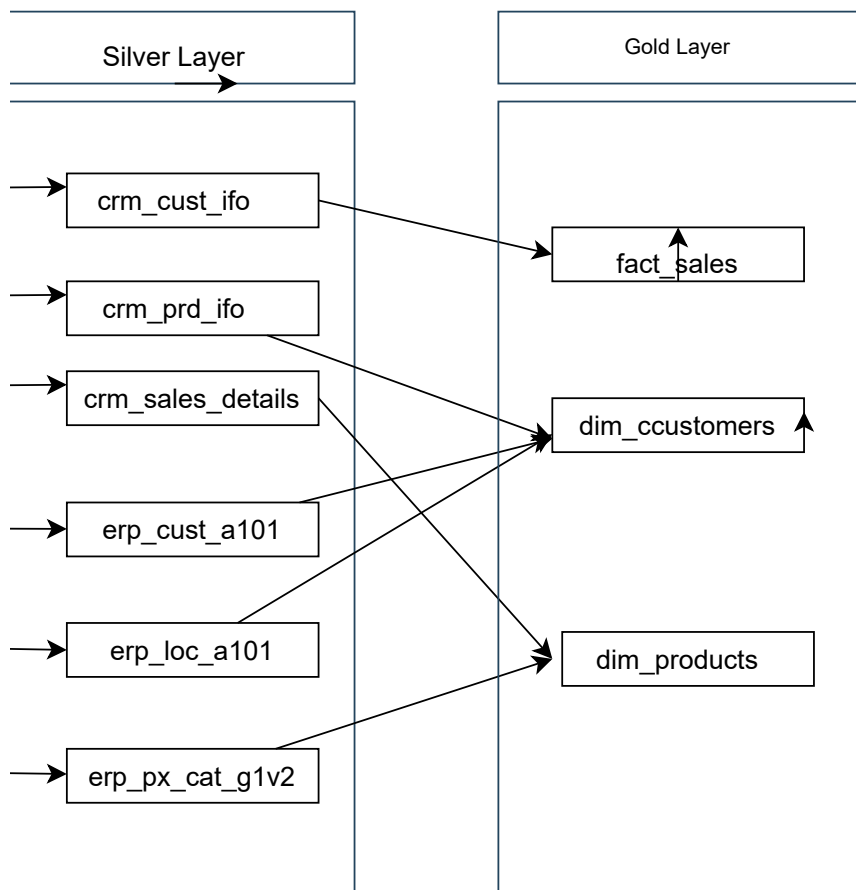 Silver Layer
Gold Layer
crm_cust_ifo
crm_prd_ifo
crm_sales_details
erp_cust_a101
erp_loc_a101
erp_px_cat_g1v2
fact_sales
dim_ccustomers
dim_products